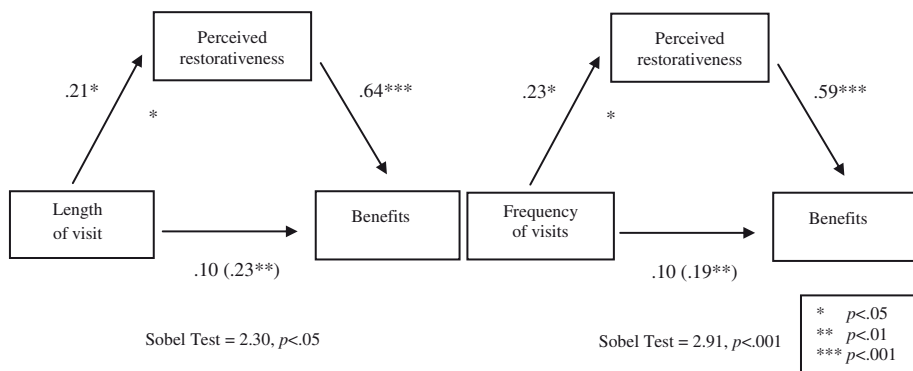 Perceived
restorativeness
.21*
*
.64***
Length
of visit
Benefits
.10 (.23**)
Sobel Test = 2.30, p<.05
Perceived
restorativeness
.23*
*
.59***
Frequency
of visits
Benefits
.10 (.19**)
Sobel Test = 2.91, p<.001
* p<.05
** p<.01
*** p<.001